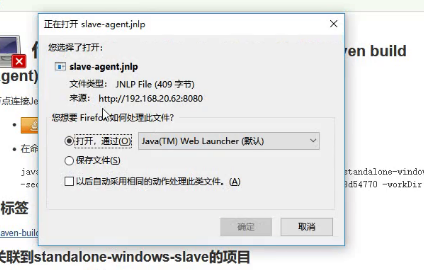 正在打开 slave-agent.jnlp
您选择了打开:
slave-agent.jnlp
文件类型: JNLP File (409 字节)
来源: http://192.168.20.62:8080
您想要 Firefox 如何处理此文件?
打开，通过(O) Java(TM) Web Launcher (默认)
保存文件(S)
以后自动采用相同的动作处理此类文件。(A)
确定 取消
aven build
gent)
点连接Je
在命
java
tandalone-windo
-sec
d54770 -workDir
标签
aven-build
关联到standalone-windows-slave的项目